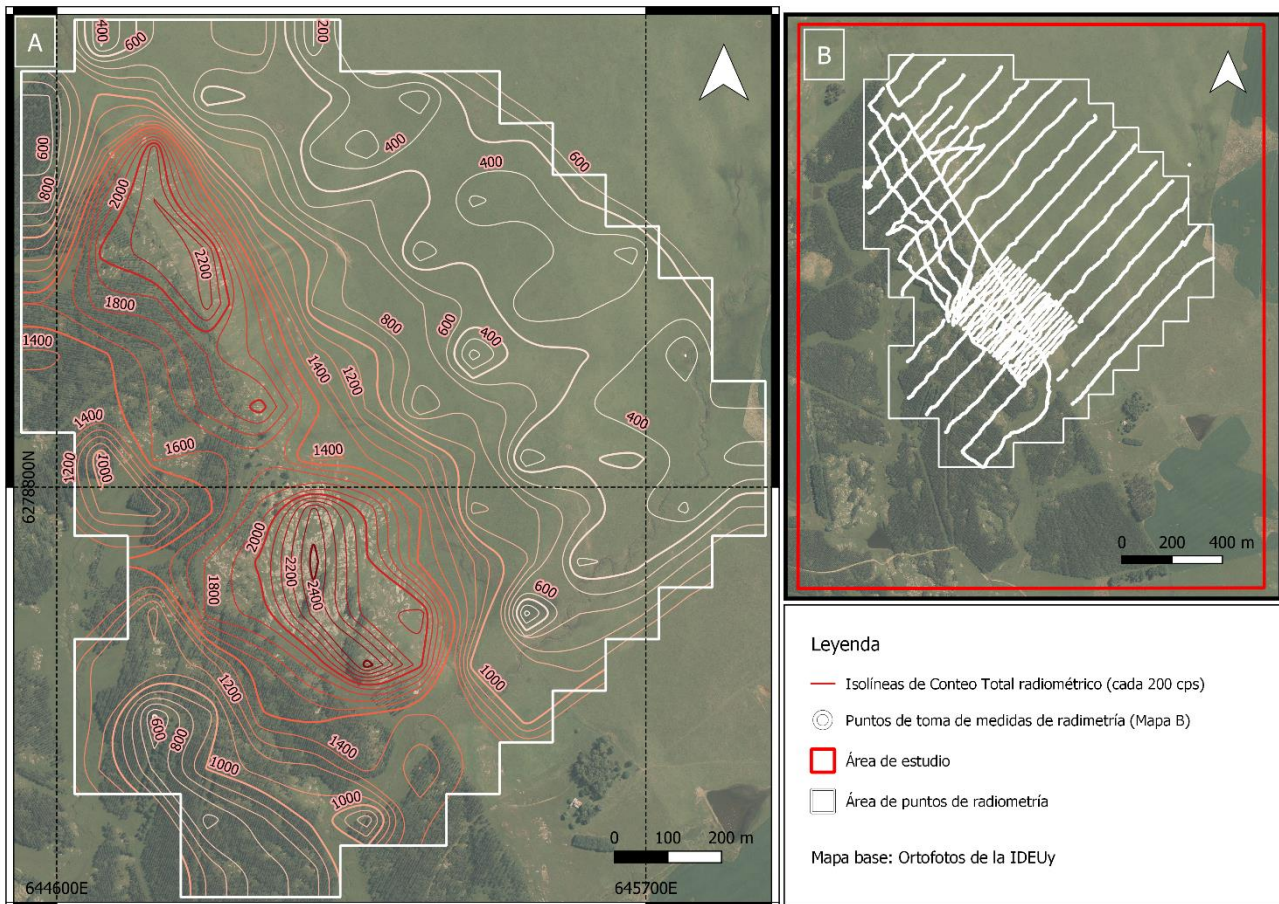 A
400
600
200
600
800
400
400
600
2000
2200
1800
1400
800
600
400
1400
1200
400
1400
1200
1000
1600
1400
6278800N
2000
2200
2400
1800
600
1000
1200
600
800
1000
1400
1000
0 100 200 m
644600E
645700E
B
0 200 400 m
Leyenda
Isolíneas de Conteo Total radiométrico (cada 200 cps)
Puntos de toma de medidas de radimetría (Mapa B)
Área de estudio
Área de puntos de radiometría
Mapa base: Ortofotos de la IDEUy